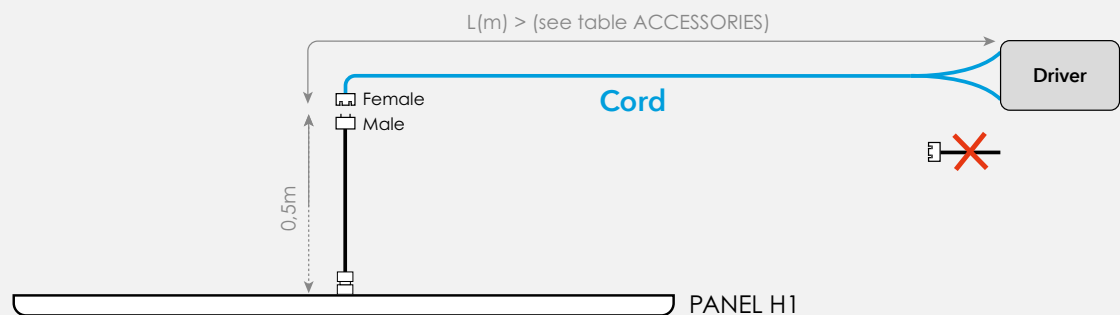 L(m) > (see table ACCESSORIES)
Driver
Female
Cord
Male
0,5m
PANEL H1